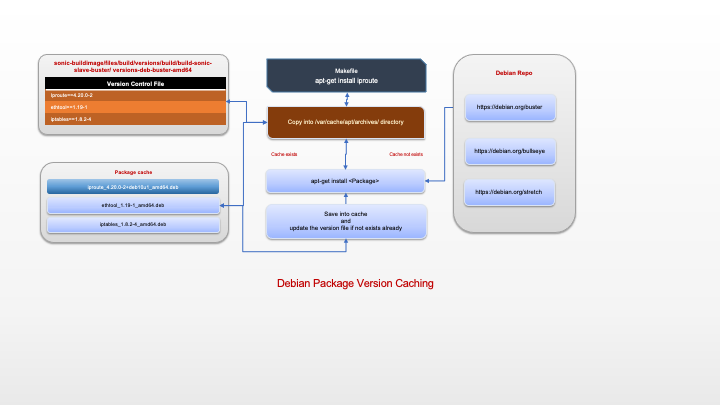 sonic-buildimage/files/build/versions/build/build-sonic-
slave-buster/ versions-deb-buster-amd64
Version Control File
Iproute==4.20.0-2
ethtool==1.19-1
iptables==1.8.2-4
Package cache
Iproute_4.20.0-2+deb10u1_amd64.deb
ethtool_1.19-1_amd64.deb
iptables_1.8.2-4_amd64.deb
Makefile
apt-get install iproute
Copy into /var/cache/apt/archives/ directory
Cache exists
Cache not exists
apt-get install <Package>
Save into cache
and
update the version file if not exists already
Debian Repo
https://debian.org/buster
https://debian.org/bullseye
https://debian.org/stretch
Debian Package Version Caching